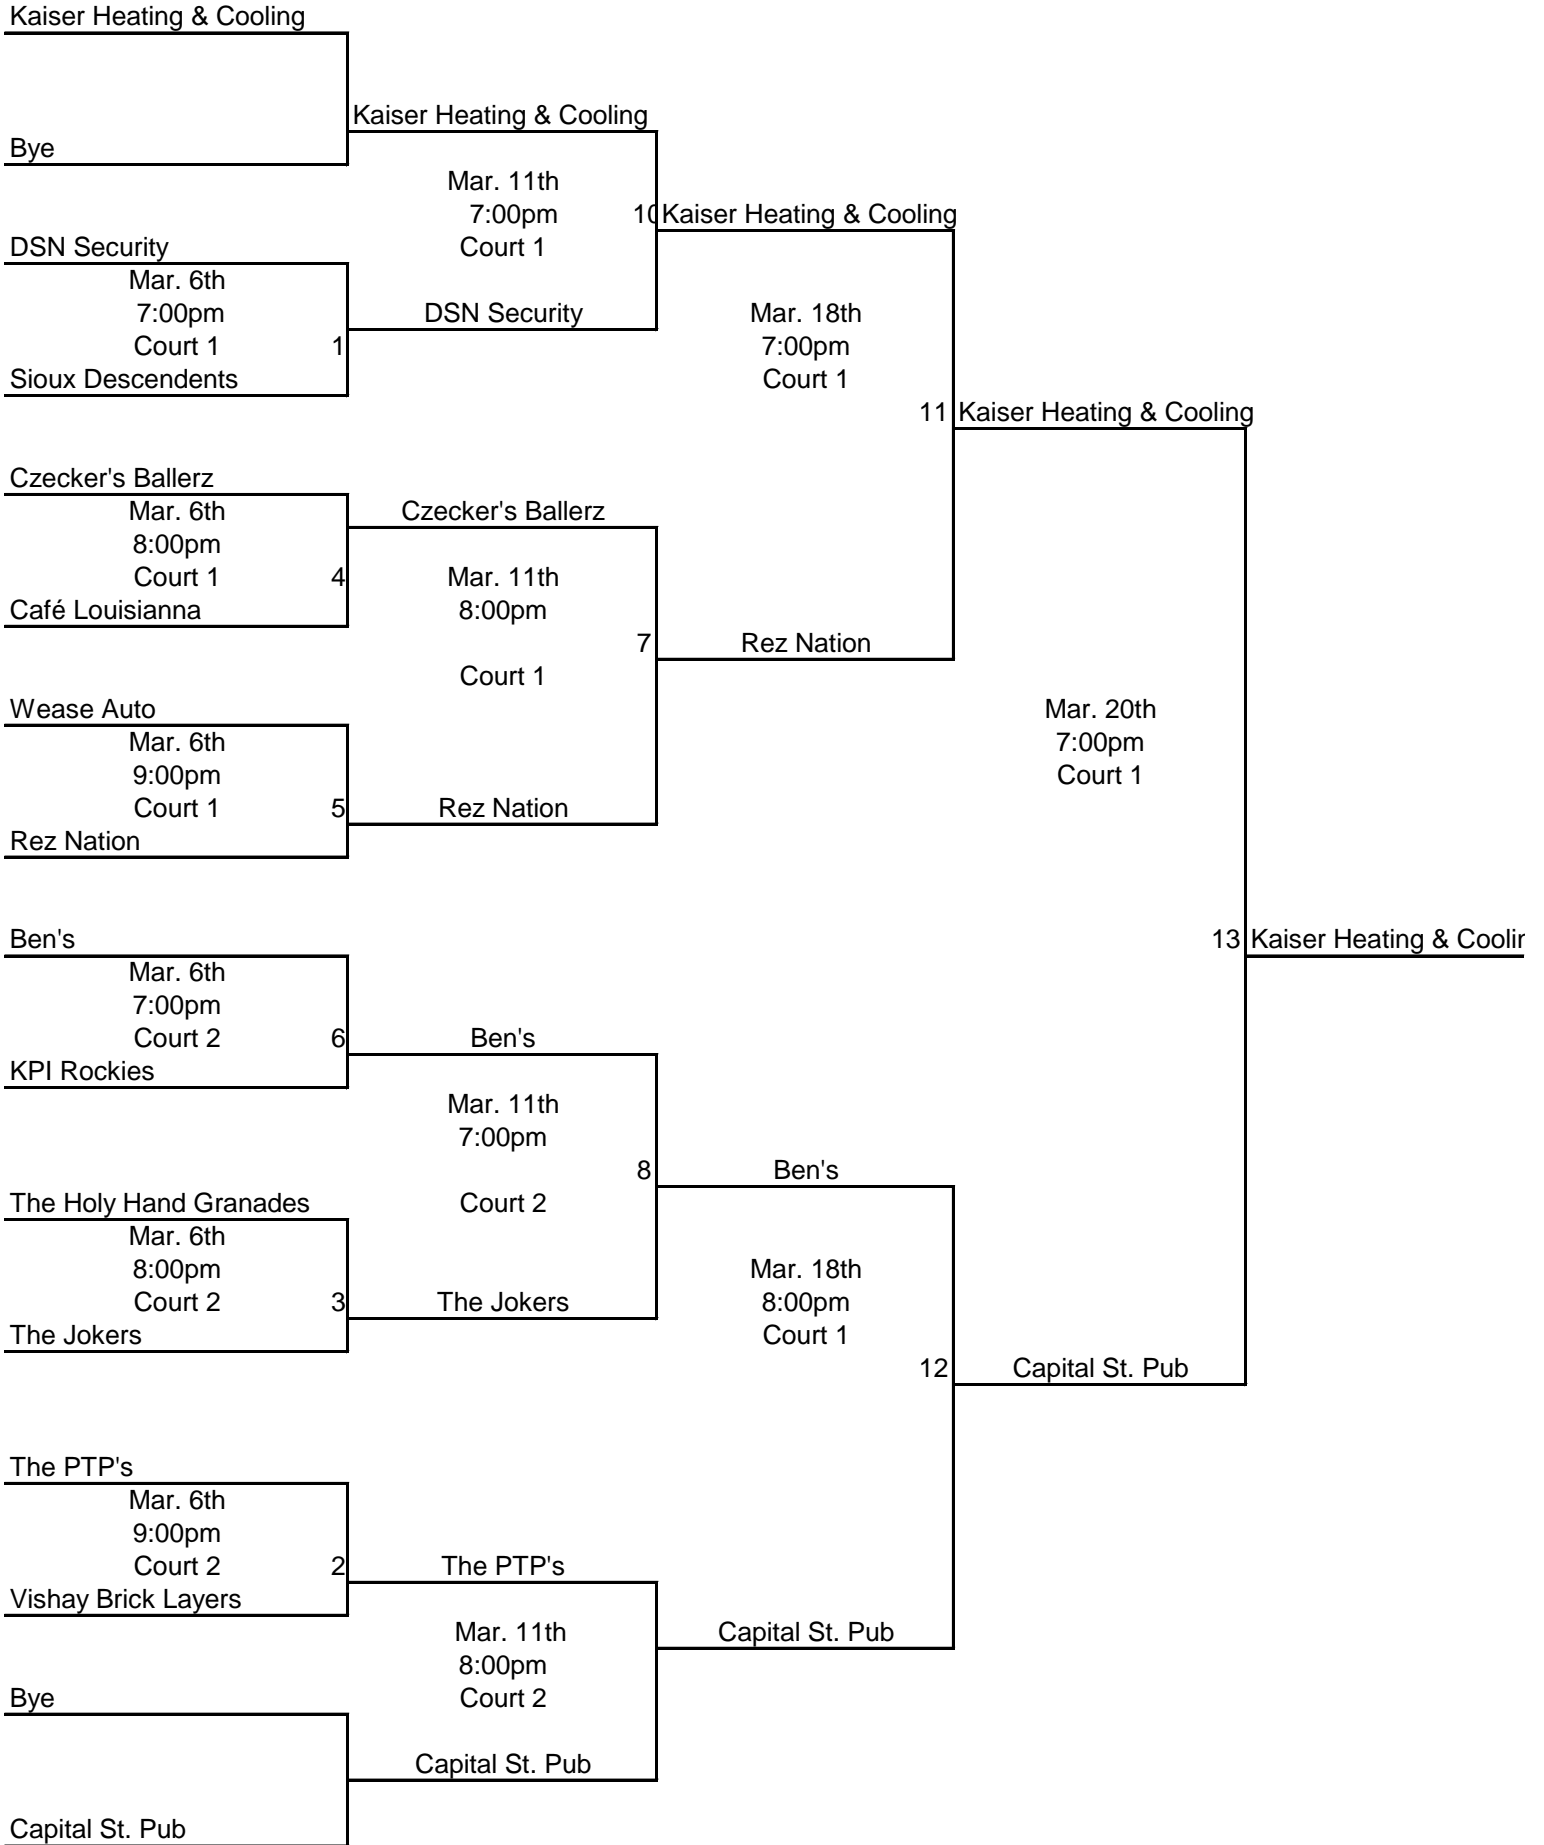 Kaiser Heating & Cooling
Kaiser Heating & Cooling
Bye
Mar. 11th
7:00pm
10
Kaiser Heating & Cooling
DSN Security
Court 1
Mar. 6th
7:00pm
DSN Security
Mar. 18th
Court 1
1
7:00pm
Sioux Descendents
Court 1
11
Kaiser Heating & Cooling
Czecker's Ballerz
Mar. 6th
Czecker's Ballerz
8:00pm
Court 1
4
Mar. 11th
Café Louisianna
8:00pm
7
Rez Nation
Court 1
Wease Auto
Mar. 20th
Mar. 6th
7:00pm
9:00pm
Court 1
Court 1
5
Rez Nation
Rez Nation
Ben's
13
Kaiser Heating & Coolin
Mar. 6th
7:00pm
Court 2
6
Ben's
KPI Rockies
Mar. 11th
7:00pm
8
Ben's
The Holy Hand Granades
Court 2
Mar. 6th
8:00pm
Mar. 18th
Court 2
3
The Jokers
8:00pm
The Jokers
Court 1
12
Capital St. Pub
The PTP's
Mar. 6th
9:00pm
Court 2
2
The PTP's
Vishay Brick Layers
Mar. 11th
Capital St. Pub
8:00pm
Bye
Court 2
Capital St. Pub
Capital St. Pub